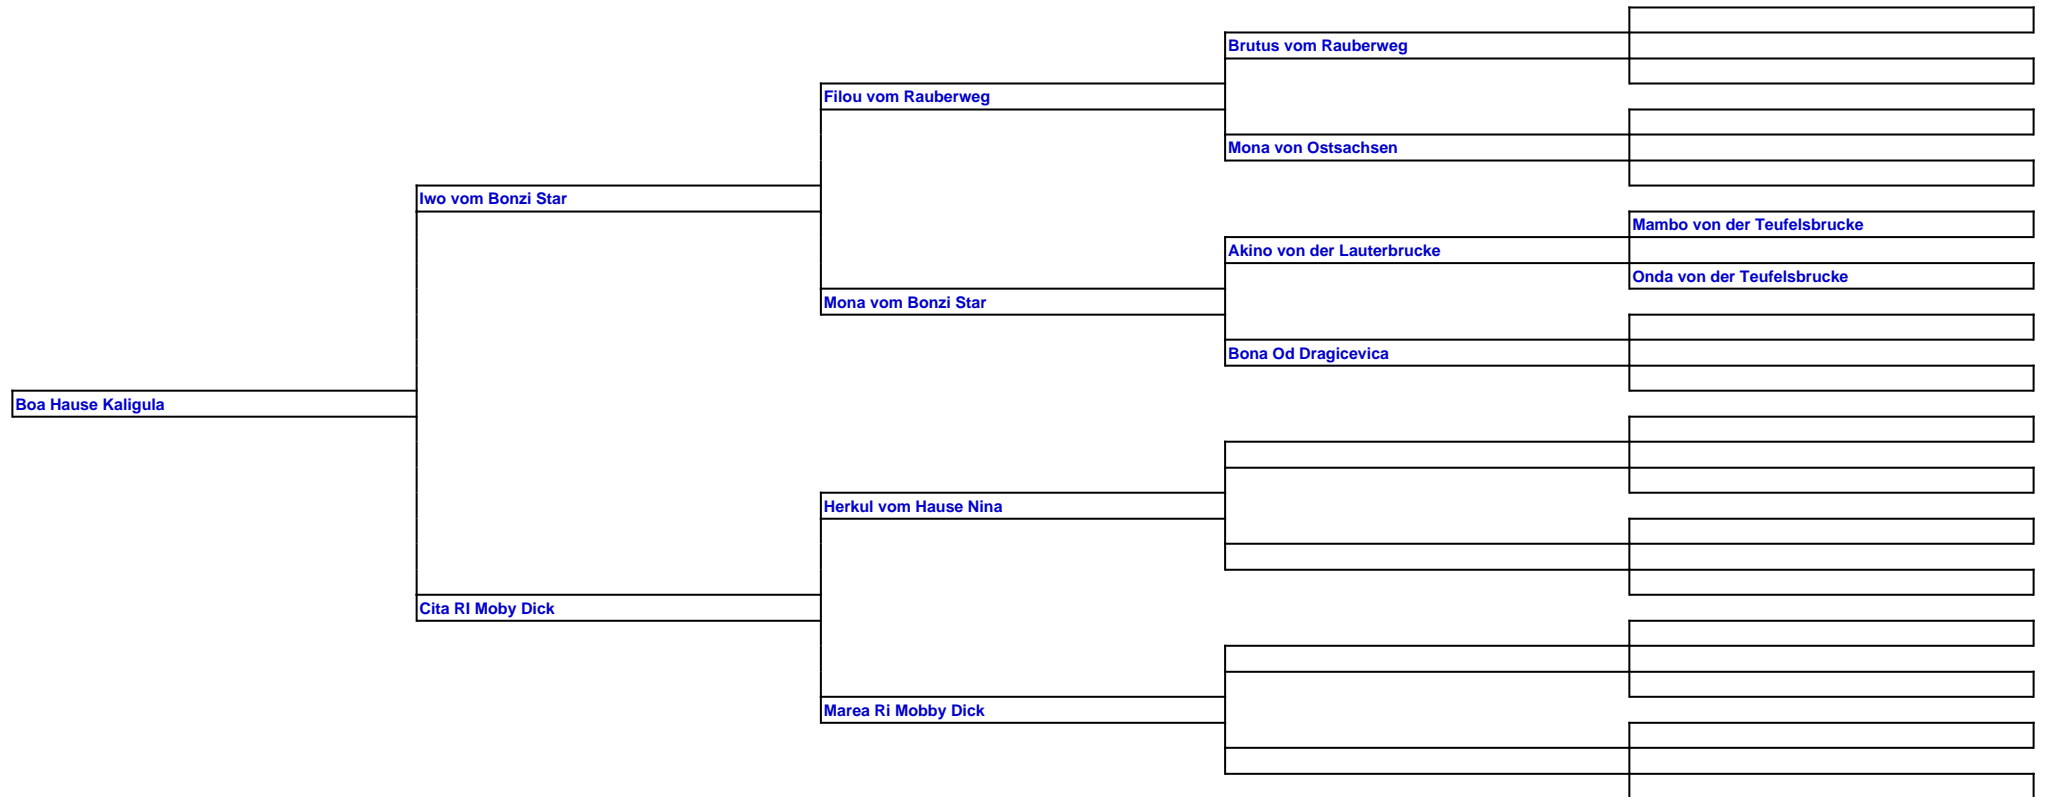 Brutus vom Rauberweg
Filou vom Rauberweg
Mona von Ostsachsen
Iwo vom Bonzi Star
Mambo von der Teufelsbrucke
Akino von der Lauterbrucke
Onda von der Teufelsbrucke
Mona vom Bonzi Star
Bona Od Dragicevica
Boa Hause Kaligula
Herkul vom Hause Nina
Cita RI Moby Dick
Marea Ri Mobby Dick